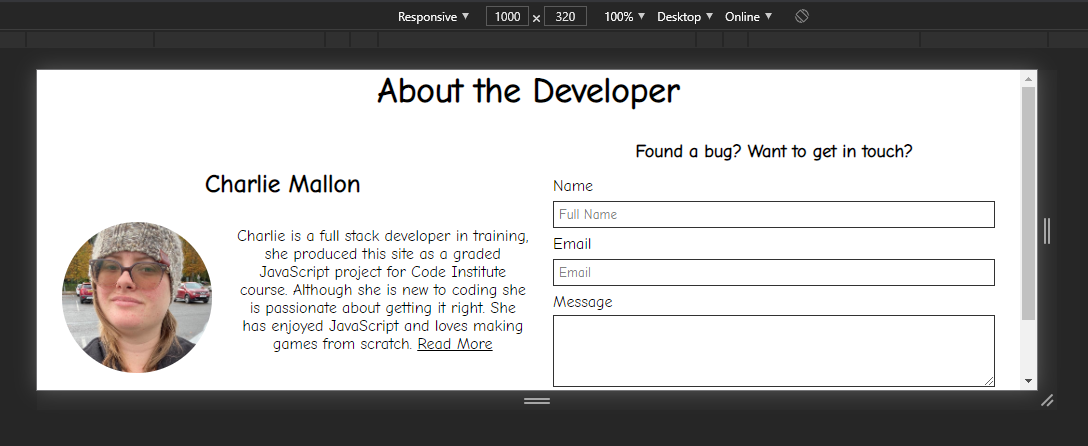 Responsive ▼ 1000 × 320 100% ▼ Desktop ▼ Online ▼
About the Developer
Found a bug? Want to get in touch?
Charlie Mallon
Charlie is a full stack developer in training,
she produced this site as a graded
JavaScript project for Code Institute
course. Although she is new to coding she
is passionate about getting it right. She
has enjoyed JavaScript and loves making
games from scratch. Read More
Name
Full Name
Email
Email
Message